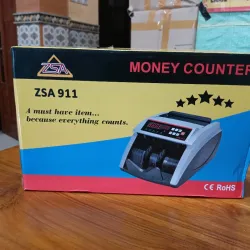 ZSA
MONEY COUNTER
ZSA 911
A must have item...
because everything counts.
CE RoHS